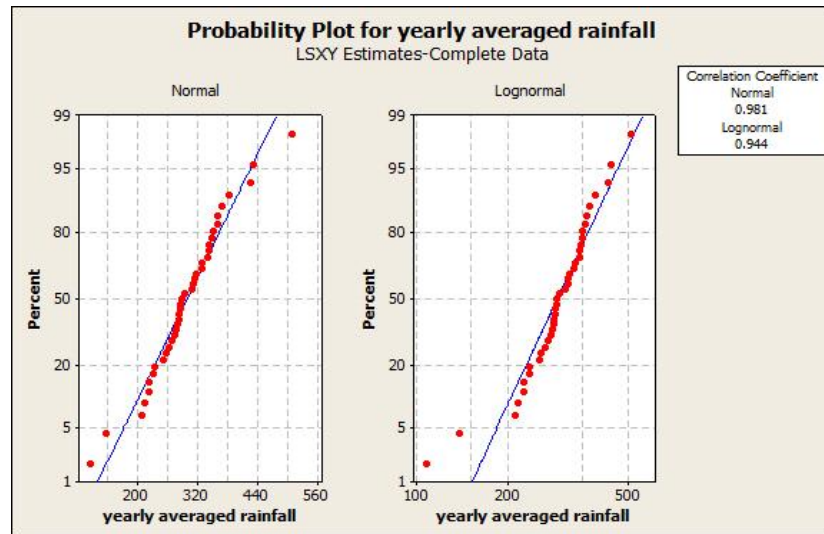 Probability Plot for yearly averaged rainfall
LSXY Estimates-Complete Data
Correlation Coefficient
Normal
0.981
Lognormal
0.944
Normal
Percent
99
95
80
50
20
5
1
200 320 440 560
yearly averaged rainfall
Lognormal
Percent
99
95
80
50
20
5
1
100 200 500
yearly averaged rainfall